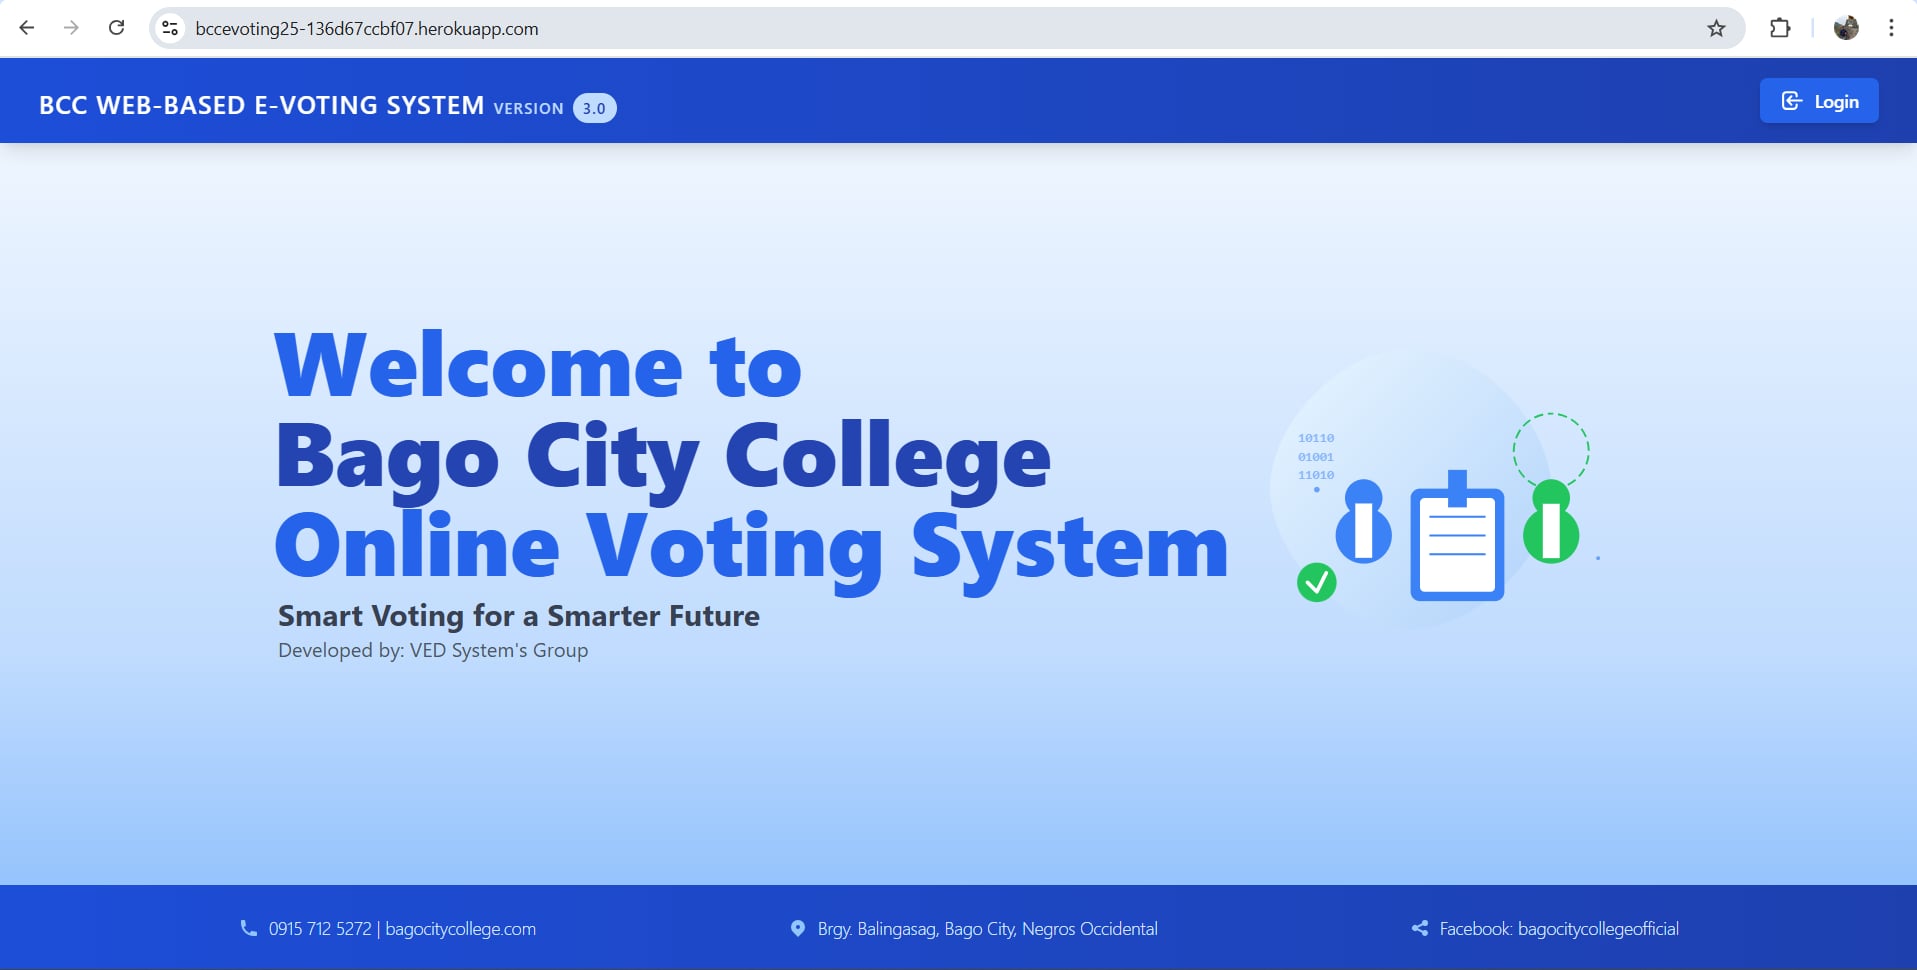 bccevoting25-136d67ccbf07.herokuapp.com
BCC WEB-BASED E-VOTING SYSTEM VERSION 3.0
Login
Welcome to
Bago City College
Online Voting System
Smart Voting for a Smarter Future
Developed by: VED System's Group
10110
01001
11010
0915 712 5272 | bagocitycollege.com
Brgy. Balingasag, Bago City, Negros Occidental
Facebook: bagocitycollegeofficial